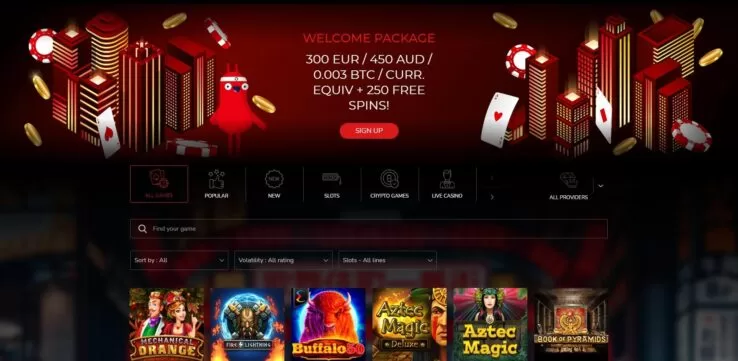 WELCOME PACKAGE
300 EUR / 450 AUD /
0.003 BTC / CURR.
EQUIV + 250 FREE
SPINS!
SIGN UP
ALL GAMES
POPULAR
NEW
NEW
SLOTS
CRYPTO GAMES
LIVE CASINO
ALL PROVIDERS
Find your game
Sort by : All
Volatility : All rating
Slots - All lines
MECHANICAL
ORANGE
FIRE LIGHTNING
Buffalo 50
Aztec
Magic
Deluxe
Aztec
Magic
BOOK OF PYRAMIDS